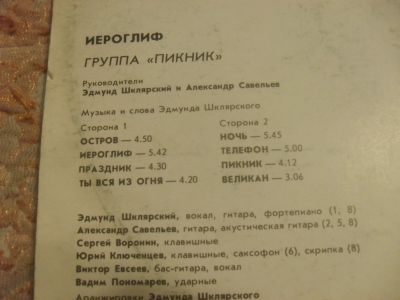 ИЕРОГЛИФ
ГРУППА «ПИКНИК»
Руководители
Эдмунд Шклярский и Александр Савельев
Музыка и слова Эдмунда Шклярского
Сторона 1
ОСТРОВ — 4.50
ИЕРОГЛИФ — 5.42
ПРАЗДНИК — 4.30
ТЫ ВСЯ ИЗ ОГНЯ — 4.20
Сторона 2
НОЧЬ — 5.45
ТЕЛЕФОН — 5.00
ПИКНИК — 4.12
ВЕЛИКАН — 3.06
Эдмунд Шклярский, вокал, гитара, фортепиано (1, 8)
Александр Савельев, гитара, акустическая гитара (2, 5, 8)
Сергей Воронин, клавишные
Юрий Ключенцев, клавишные, саксофон (6), скрипка (8)
Виктор Евсеев, бас-гитара, вокал
Вадим Пономарев, ударные
Аранжировки Эдмунда Шклярского